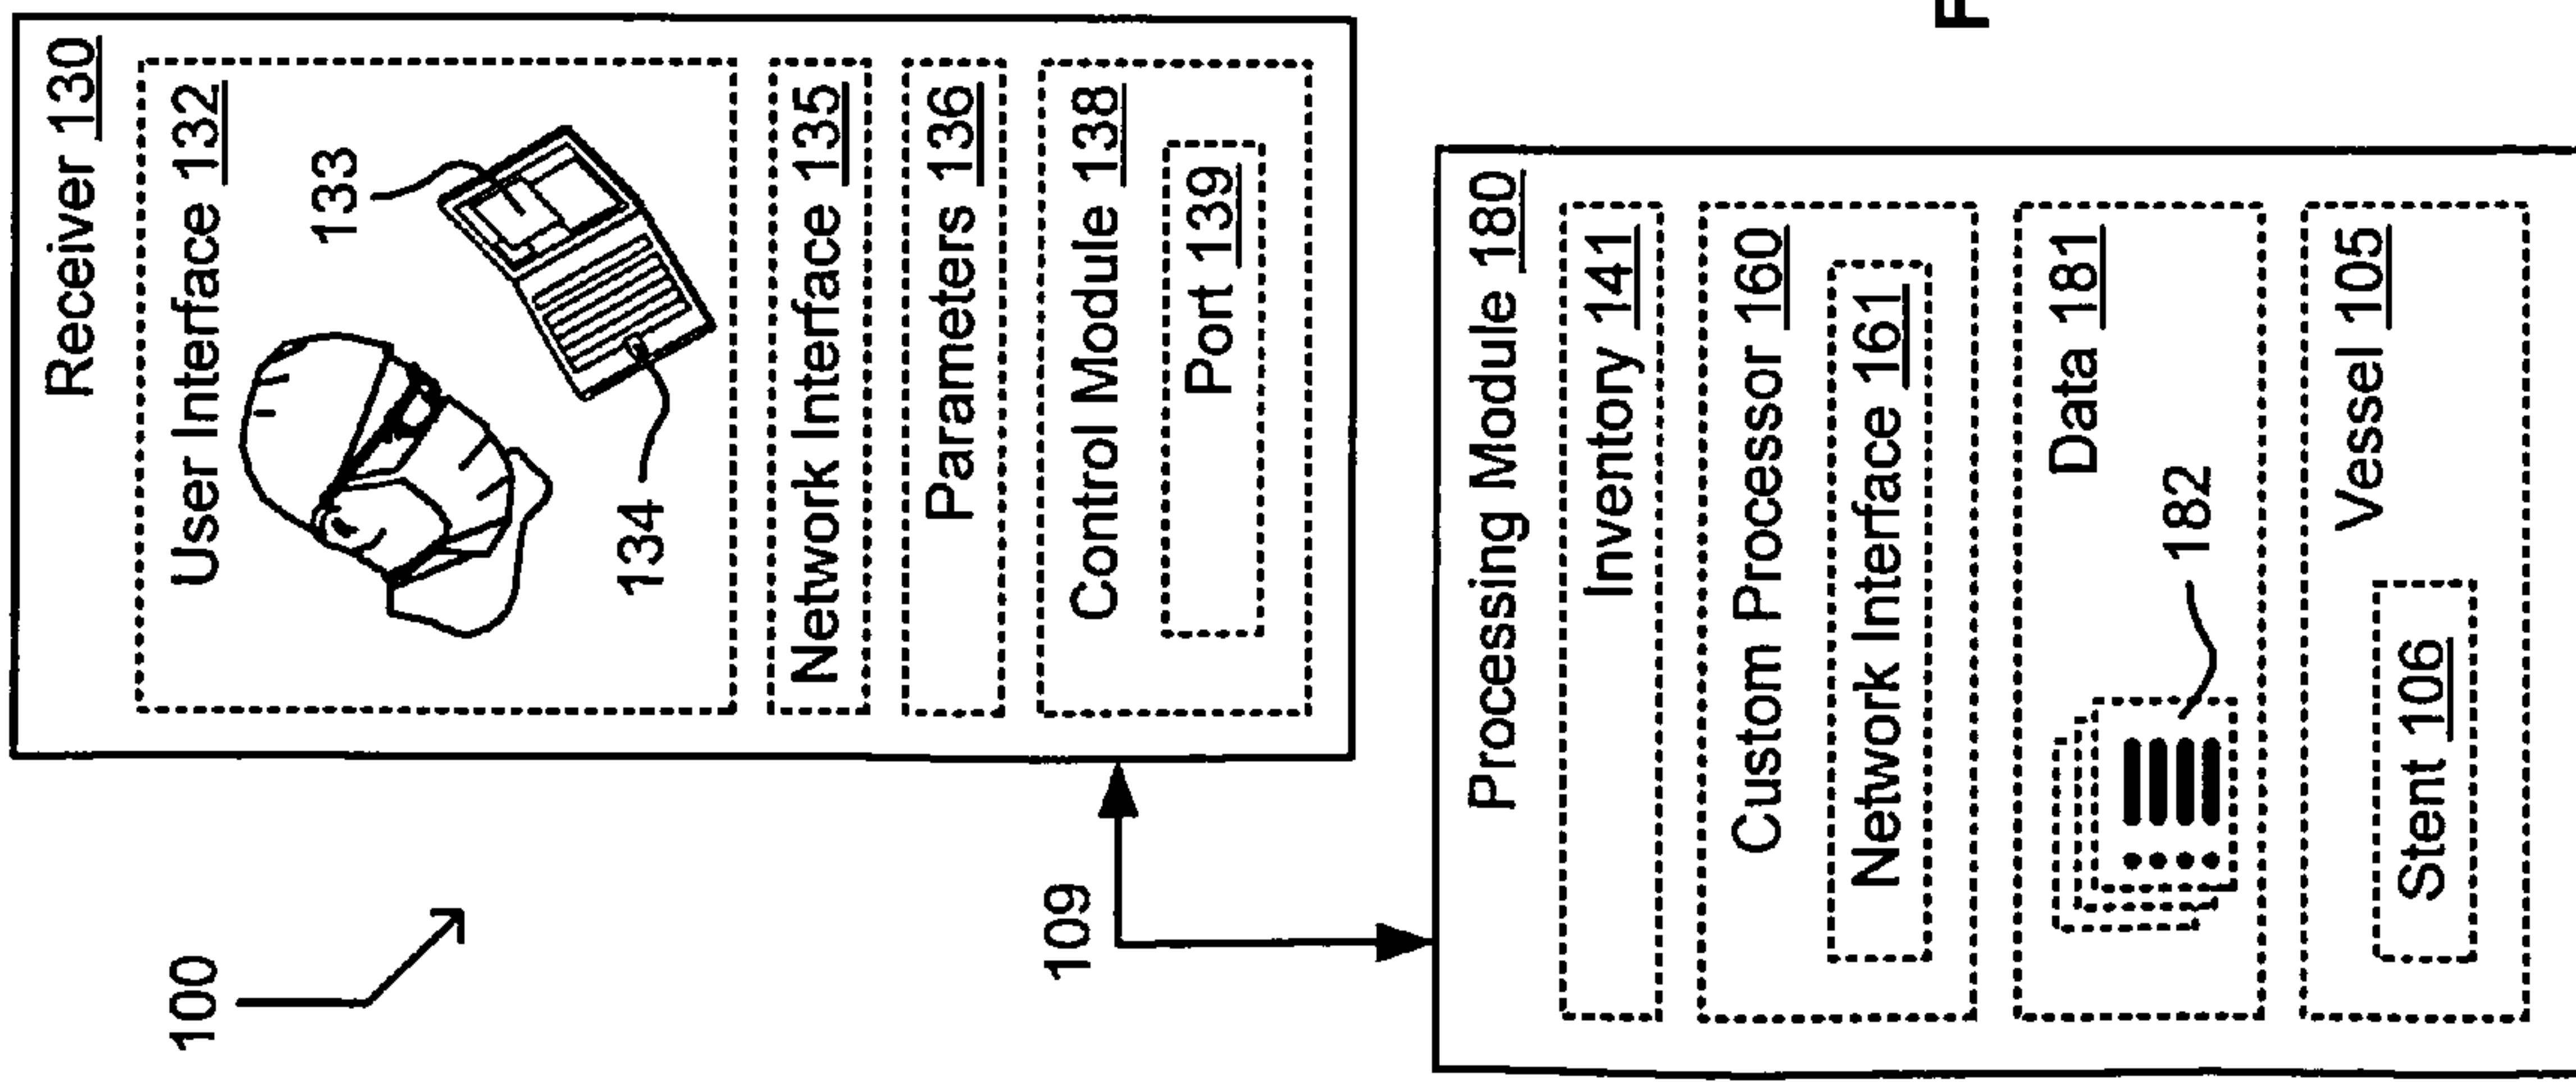 100
Receiver 130
User Interface 132
133
134
Network Interface 135
Parameters 136
Control Module 138
Port 139
109
Processing Module 180
Inventory 141
Custom Processor 160
Network Interface 161
Data 181
182
Vessel 105
Stent 106
F